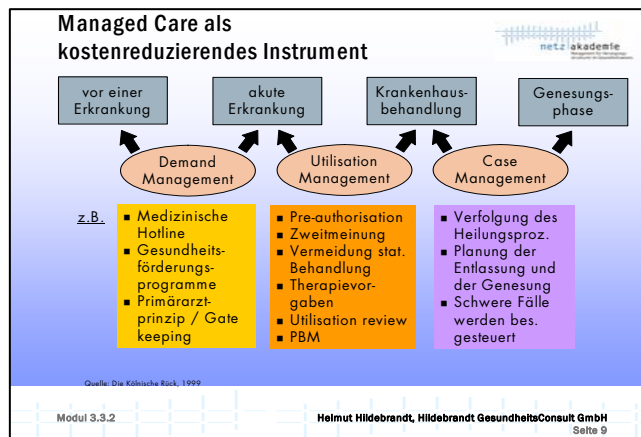 Managed Care als
kostenreduzierendes Instrument
netz akademie
vor einer
Erkrankung
akute
Erkrankung
Krankenhaus-
behandlung
Genesungs-
phase
Demand
Management
Utilisation
Management
Case
Management
z.B.
■ Medizinische
Hotline
■ Gesundheits-
förderungs-
programme
■ Primärarzt-
prinzip / Gate
keeping
■ Pre-authorisation
■ Zweitmeinung
■ Vermeidung stat.
Behandlung
■ Therapievor-
gaben
■ Utilisation review
■ PBM
■ Verfolgung des
Heilungsproz.
■ Planung der
Entlassung und
der Genesung
■ Schwere Fälle
werden bes.
gesteuert
Quelle: Die Kölnische Rück, 1999
Modul 3.3.2
Helmut Hildebrandt, Hildebrandt GesundheitsConsult GmbH
Seite 9